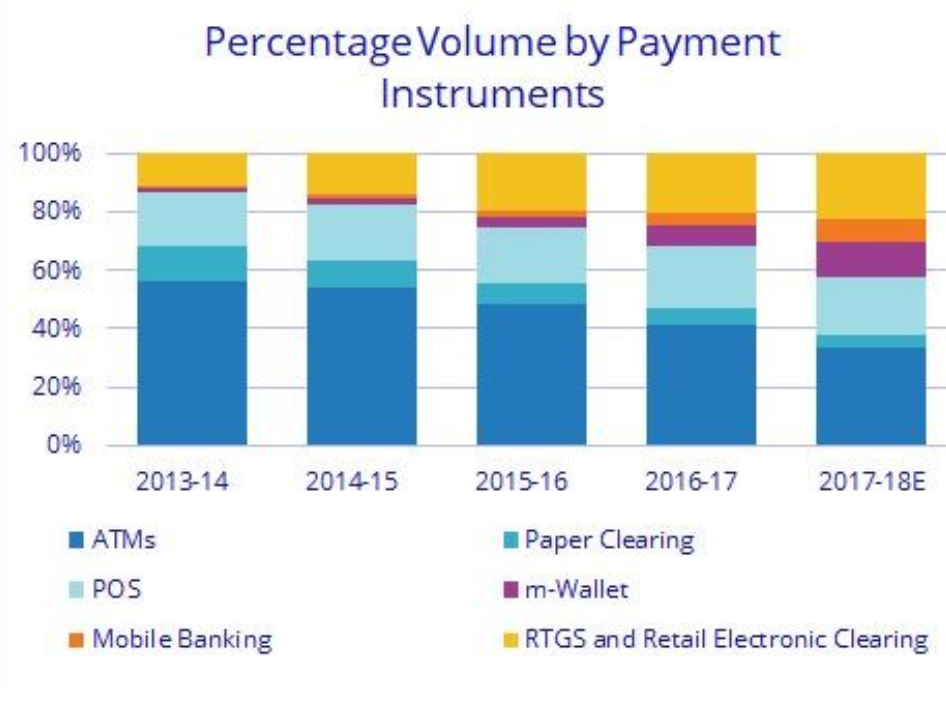 Percentage Volume by Payment
Instruments
100%
80%
60%
40%
20%
0%
2013-14 2014-15 2015-16 2016-17 2017-18E
ATMs Paper Clearing
POS m-Wallet
Mobile Banking RTGS and Retail Electronic Clearing